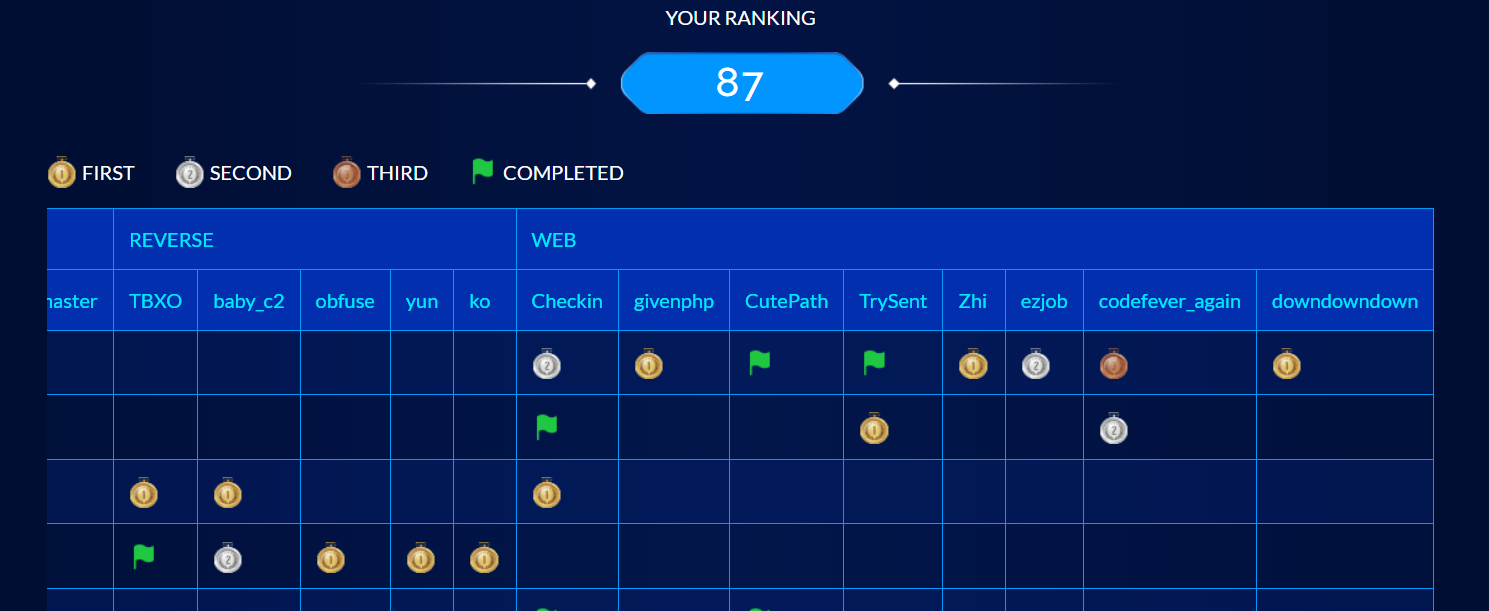 YOUR RANKING
87
FIRST SECOND THIRD COMPLETED
REVERSE WEB
TBXO baby_c2 obfuse yun ko Checkin givenphp CutePath TrySent Zhi ezjob codefever_again downdowndown